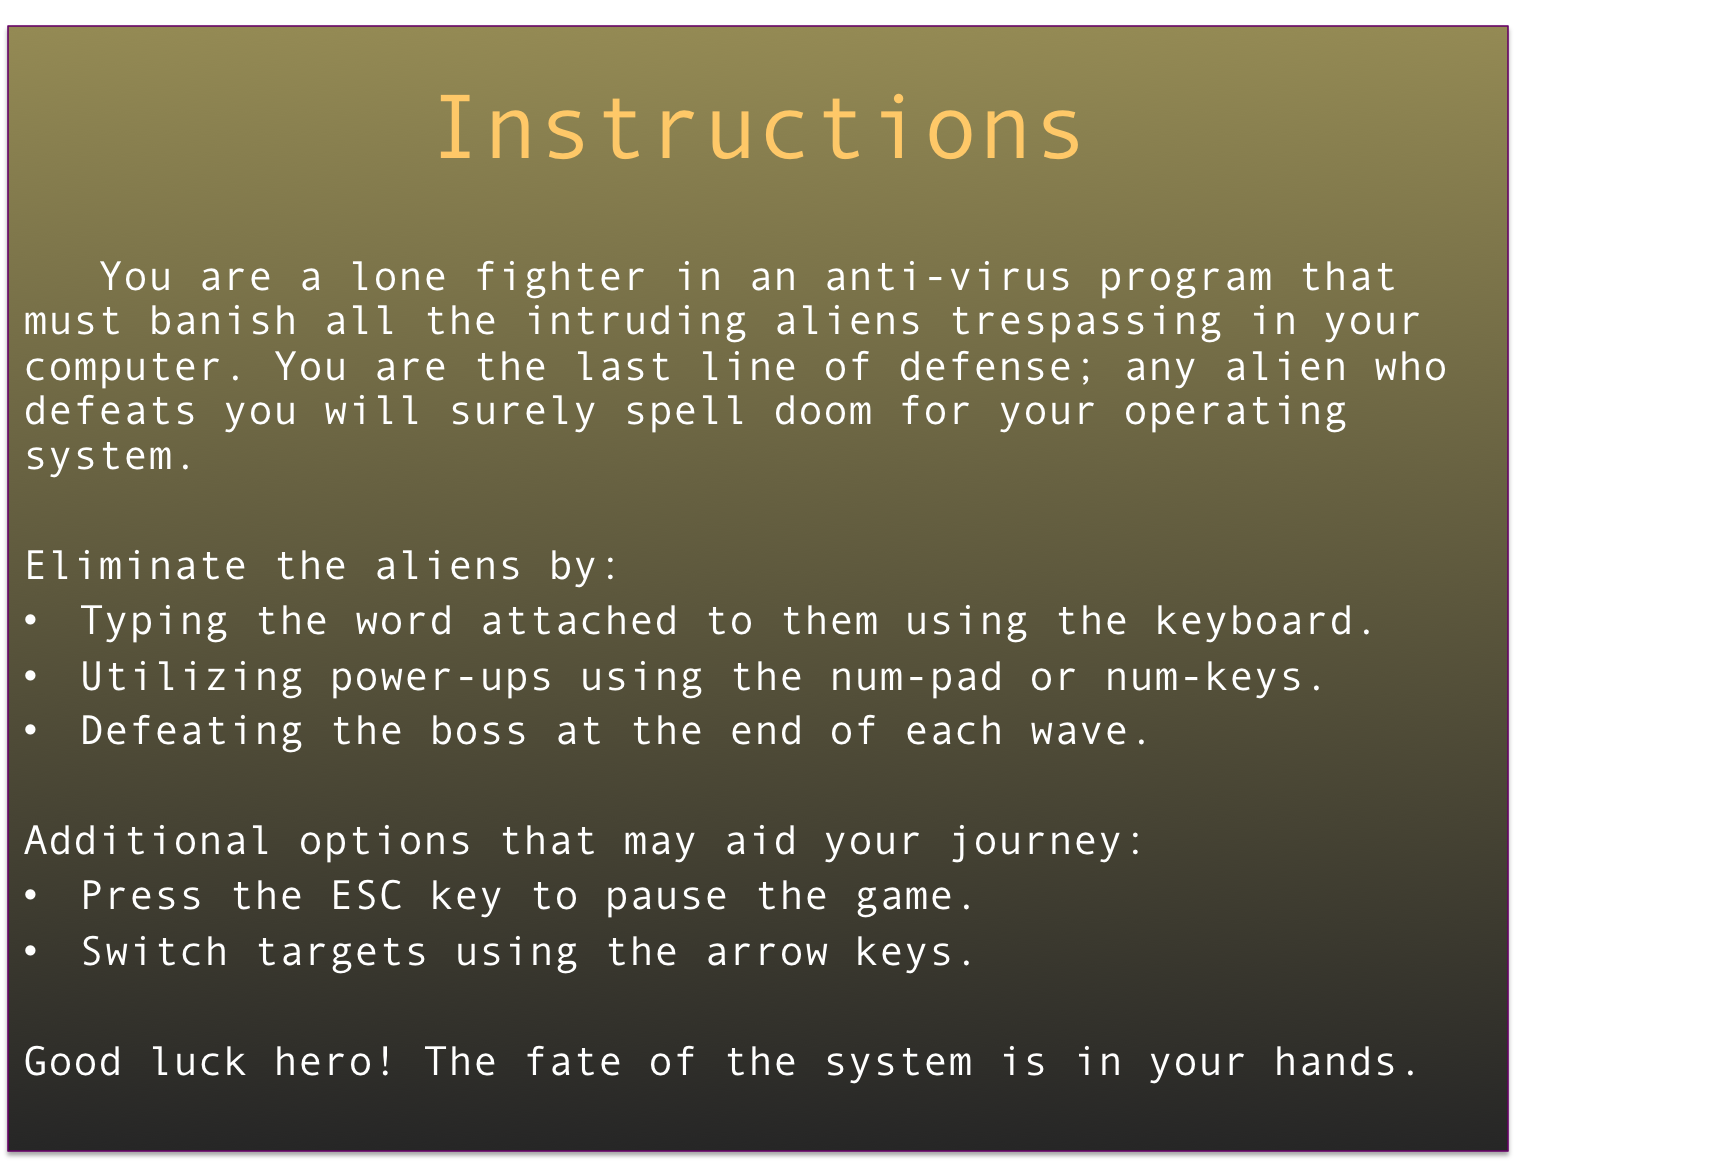 Instructions
You are a lone fighter in an anti-virus program that
must banish all the intruding aliens trespassing in your
computer. You are the last line of defense; any alien who
defeats you will surely spell doom for your operating
system.
Eliminate the aliens by:
• Typing the word attached to them using the keyboard.
• Utilizing power-ups using the num-pad or num-keys.
• Defeating the boss at the end of each wave.
Additional options that may aid your journey:
• Press the ESC key to pause the game.
• Switch targets using the arrow keys.
Good luck hero! The fate of the system is in your hands.